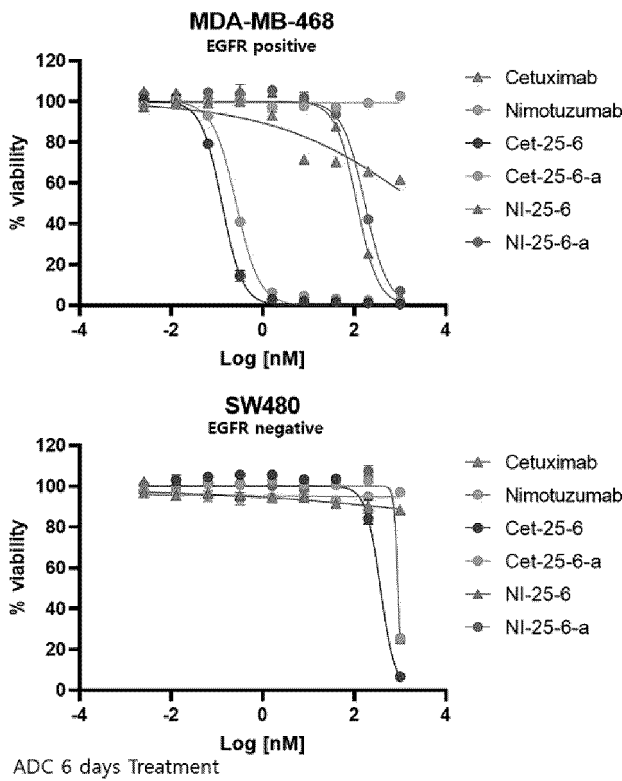 MDA-MB-468
EGFR positive
120
100
80
60
40
20
0
% viability
-4
-2
0
2
4
Log [nM]
Cetuximab
Nimotuzumab
Cet-25-6
Cet-25-6-a
NI-25-6
NI-25-6-a
SW480
EGFR negative
120
100
80
60
40
20
0
% viability
-4
-2
0
2
4
Log [nM]
Cetuximab
Nimotuzumab
Cet-25-6
Cet-25-6-a
NI-25-6
NI-25-6-a
ADC 6 days Treatment